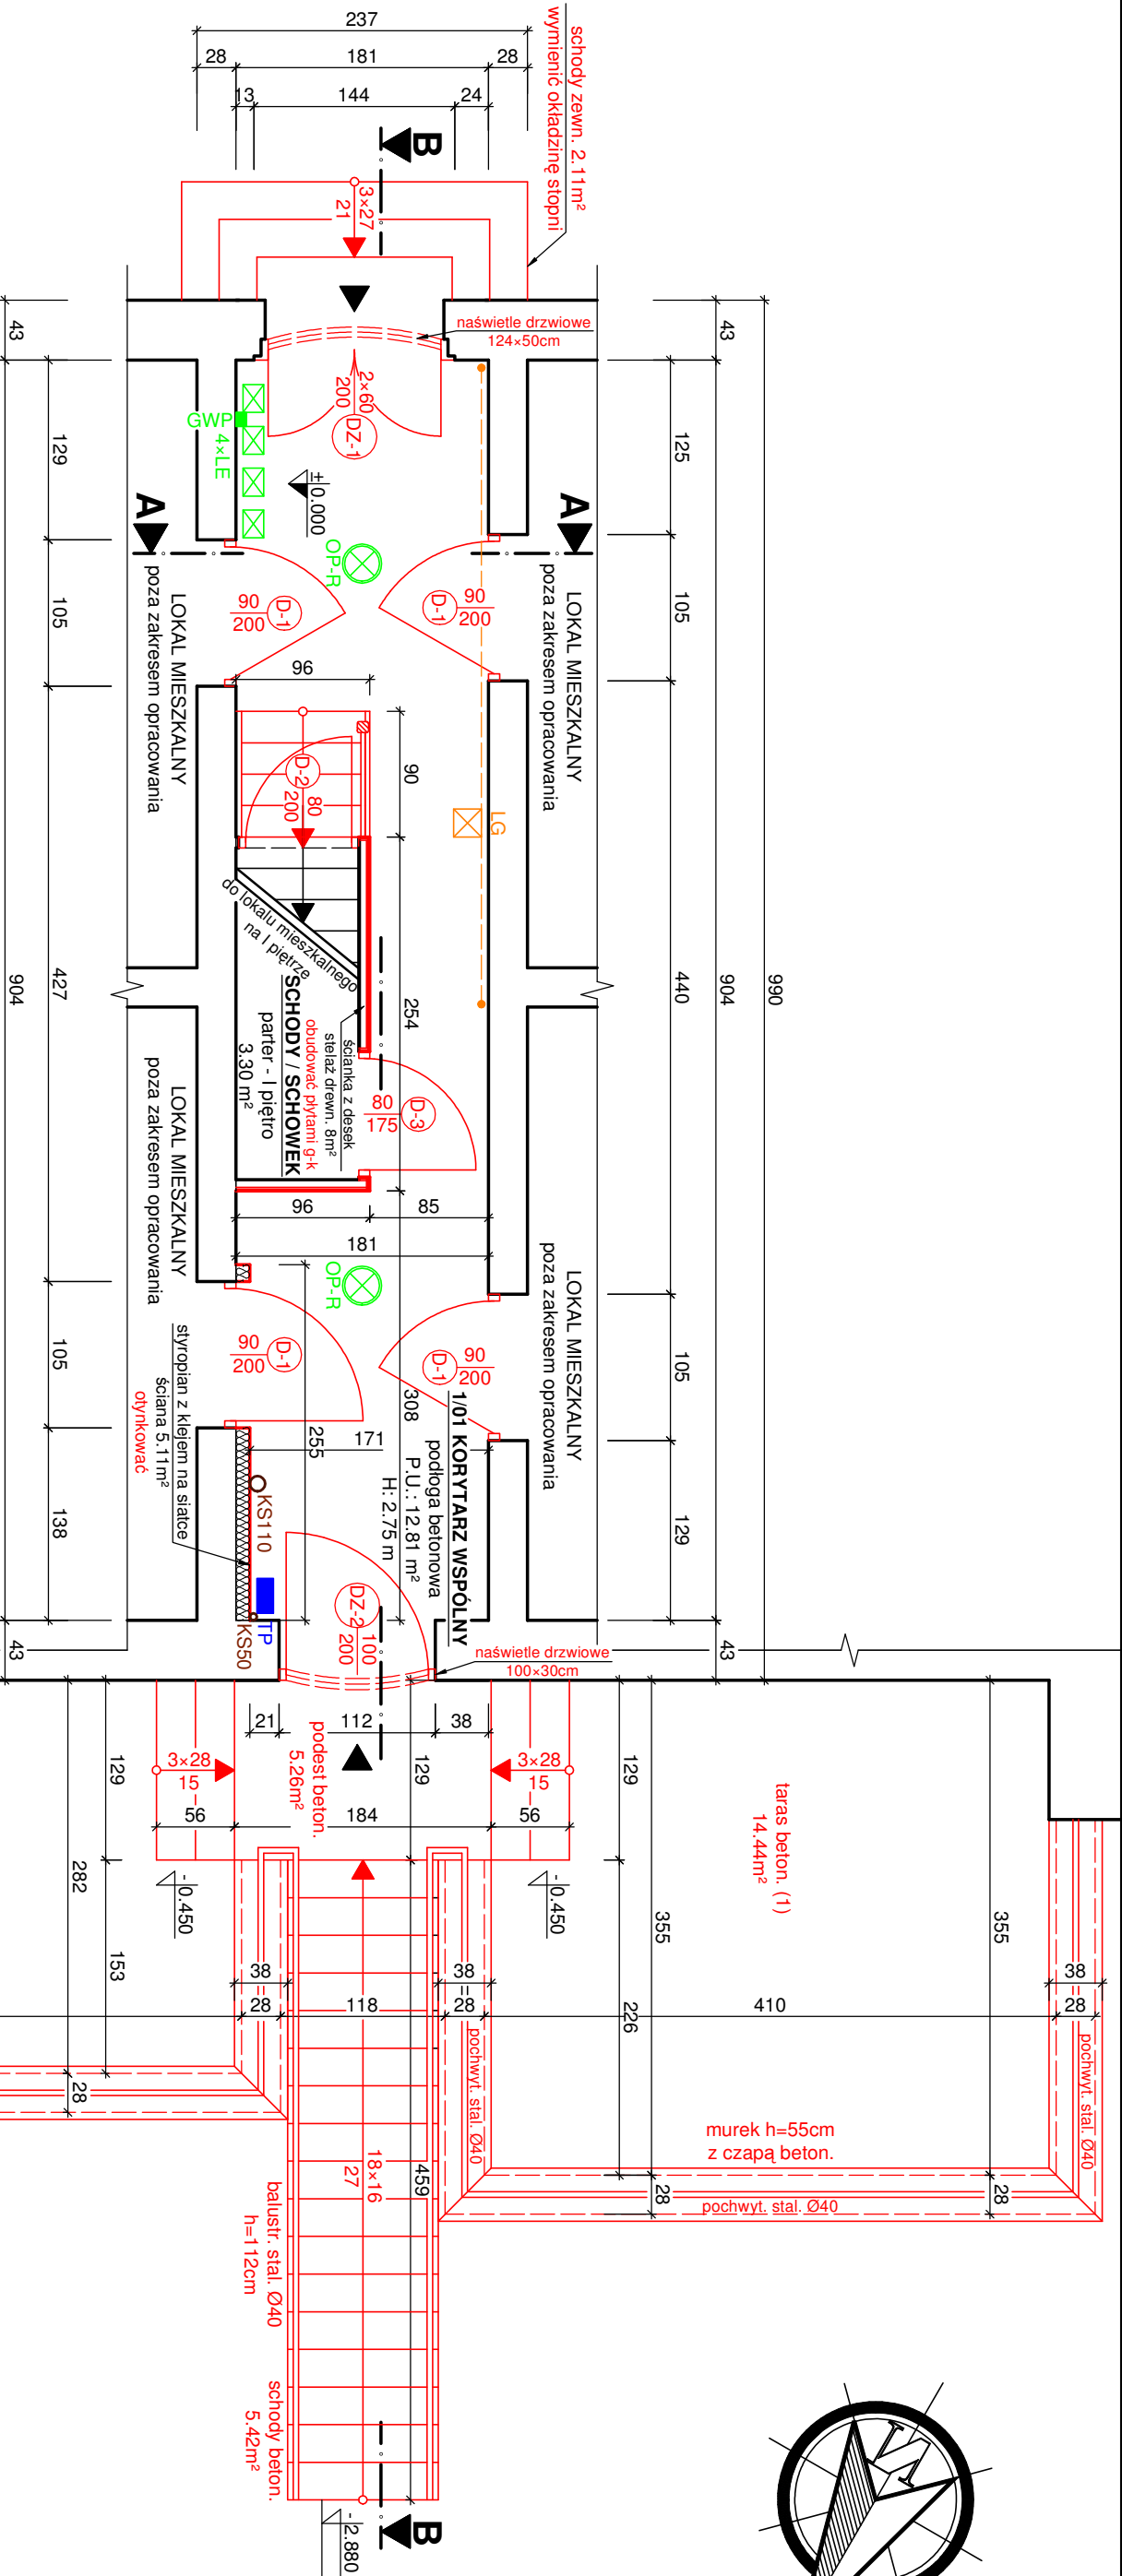 237
28
181
28
13
144
24
schody zewn. 2.11m²
wymienić okładzinę stopni
B
3×27
21
43
43
naświetle drzwiowe
124×50cm
2×60
200
DZ-1
GWP
4×LE
±0.000
129
125
A
A
OP-R
LOKAL MIESZKALNY
poza zakresem opracowania
LOKAL MIESZKALNY
poza zakresem opracowania
105
105
90
200
D-1
D-1
90
200
96
90
D-2
80
200
LG
do lokalu mieszkalnego
na I piętrze
904
427
254
440
904
990
ścianka z desek
stelaż drewn. 8m²
obudować płytami g-k
SCHODY / SCHOWEK
parter - I piętro
3.30 m²
80
175
D-3
LOKAL MIESZKALNY
poza zakresem opracowania
LOKAL MIESZKALNY
poza zakresem opracowania
96
85
181
OP-R
105
105
90
200
D-1
D-1
90
200
255
171
308
1/01 KORYTARZ WSPÓLNY
podłoga betonowa
P.U.: 12.81 m²
H: 2.75 m
styropian z klejem na siatce
ściana 5.11m²
otynkować
138
129
KS110
TP
KS50
DZ-2
100
200
naświetle drzwiowe
100×30cm
43
43
21
112
38
podest beton.
5.26m²
129
129
129
3×28
15
3×28
15
56
184
56
-0.450
-0.450
taras beton. (1)
14.44m²
282
153
355
355
38
38
38
28
118
28
226
410
28
28
pochwyt. stal. Ø40
pochwyt. stal. Ø40
murek h=55cm
z czapą beton.
pochwyt. stal. Ø40
28
28
18×16
27
459
balustr. stal. Ø40
h=112cm
schody beton.
5.42m²
N
B
-2.880